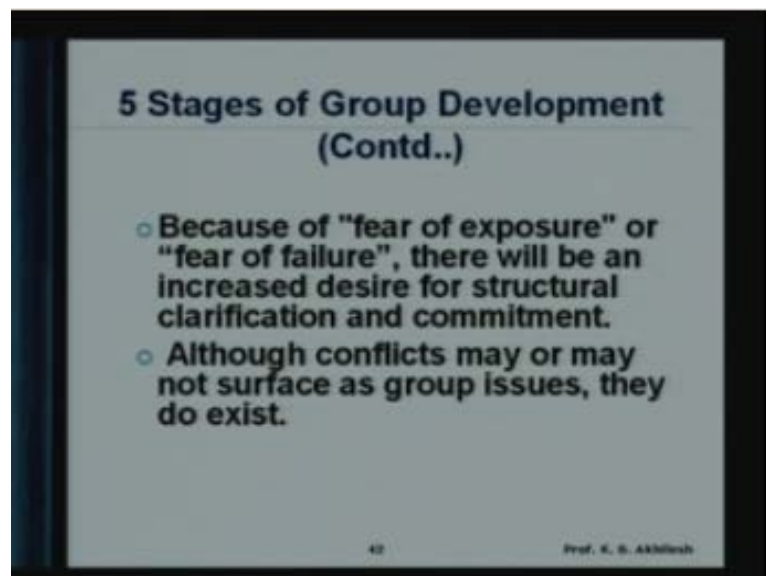 5 Stages of Group Development
(Contd..)
Because of "fear of exposure" or
“fear of failure”, there will be an
increased desire for structural
clarification and commitment.
Although conflicts may or may
not surface as group issues, they
do exist.
Prof. K. B. Akhilesh